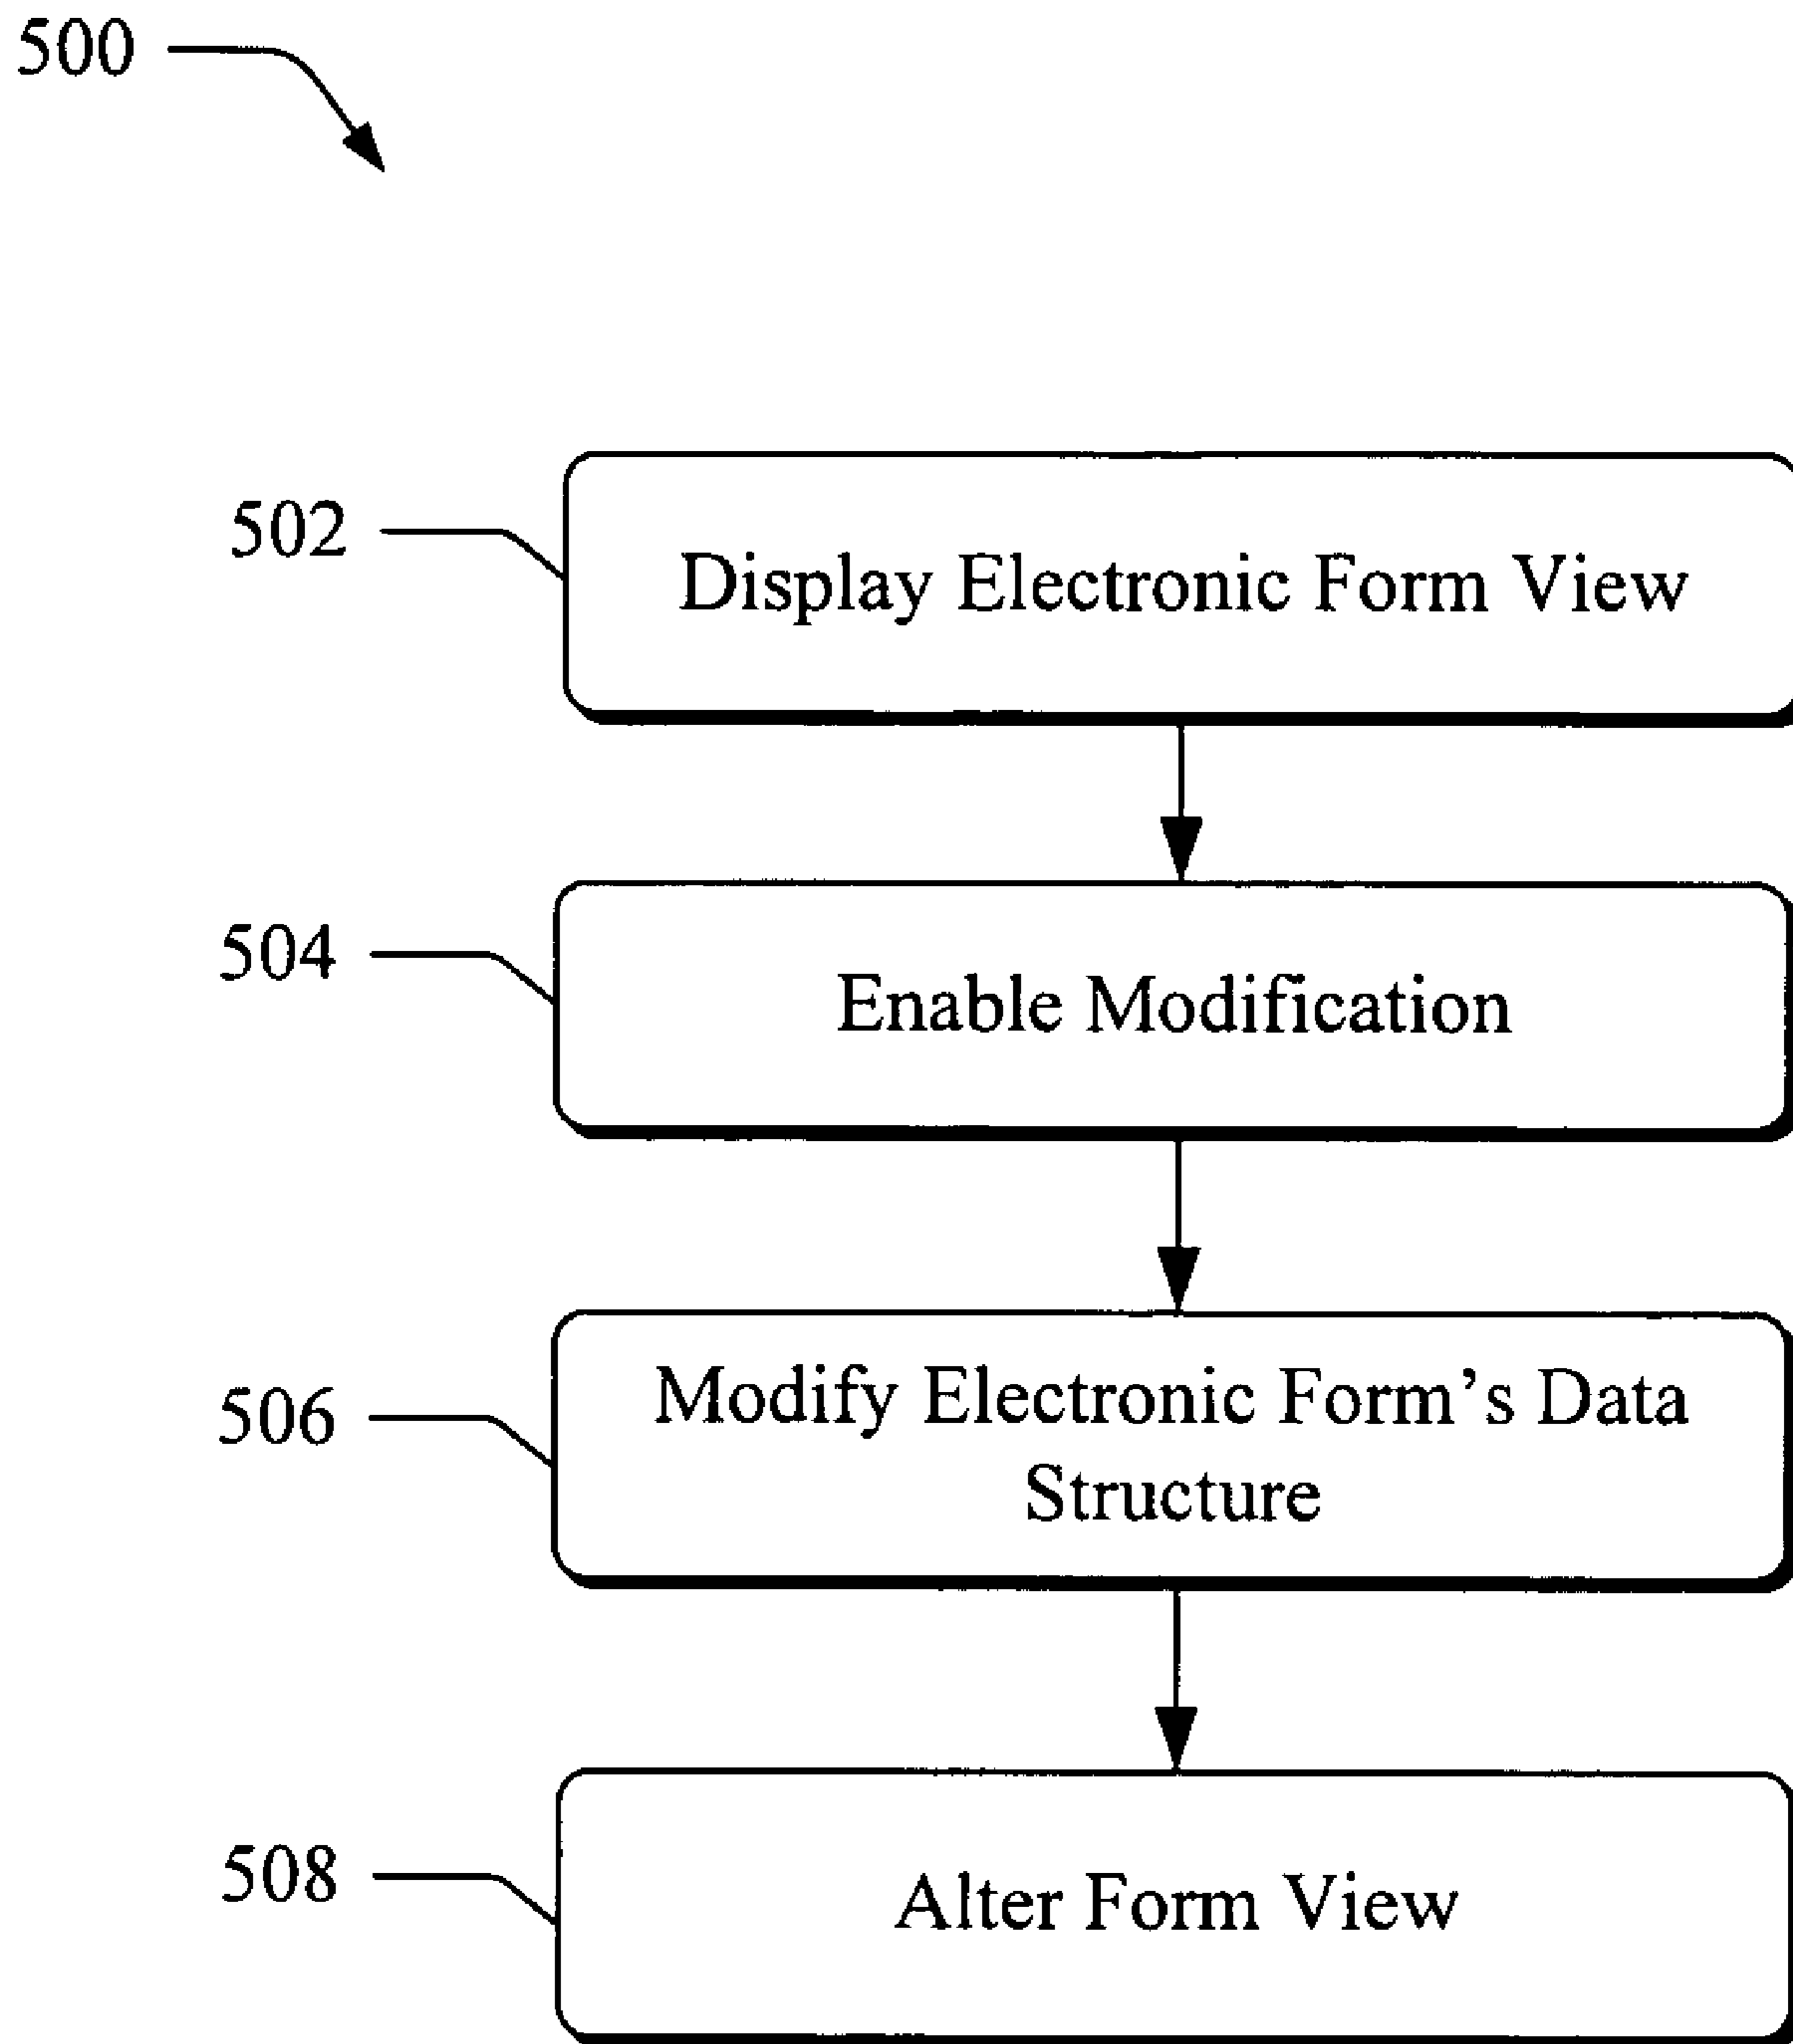 500
502
Display Electronic Form View
504
Enable Modification
506
Modify Electronic Form’s Data
Structure
508
Alter Form View